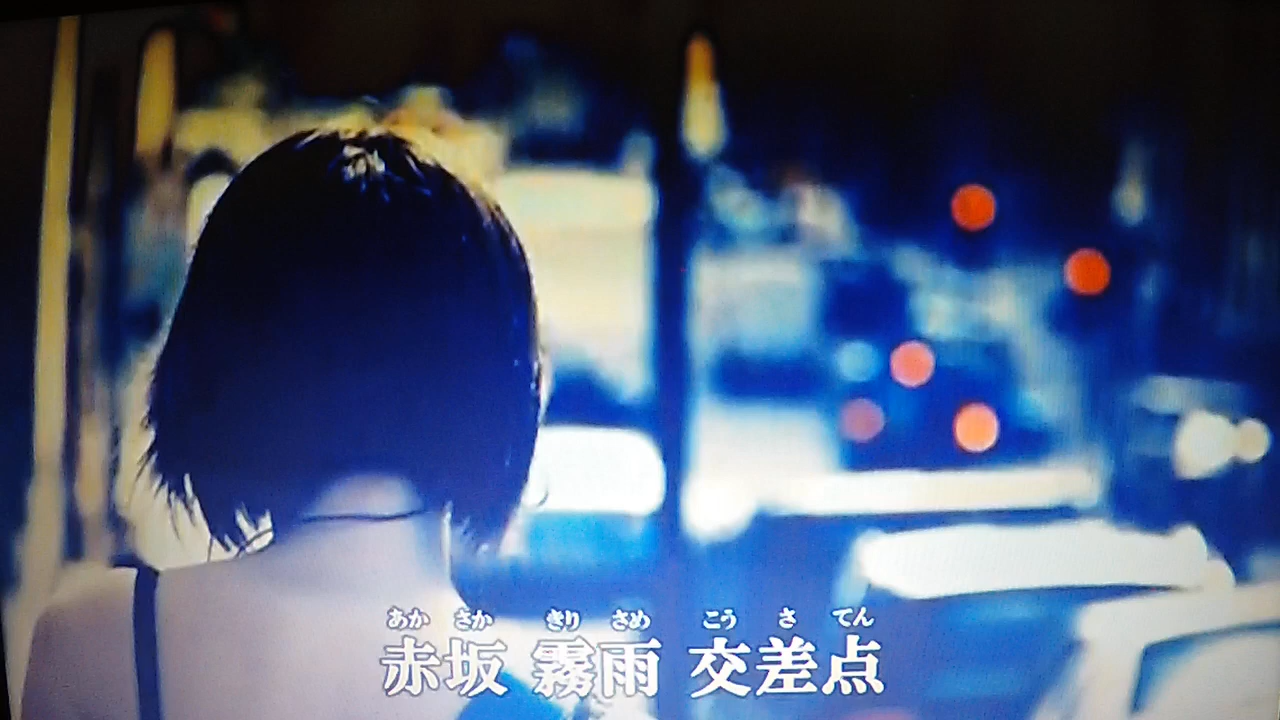 あか さか きり さめ こう さ てん
赤坂 霧雨 交差点